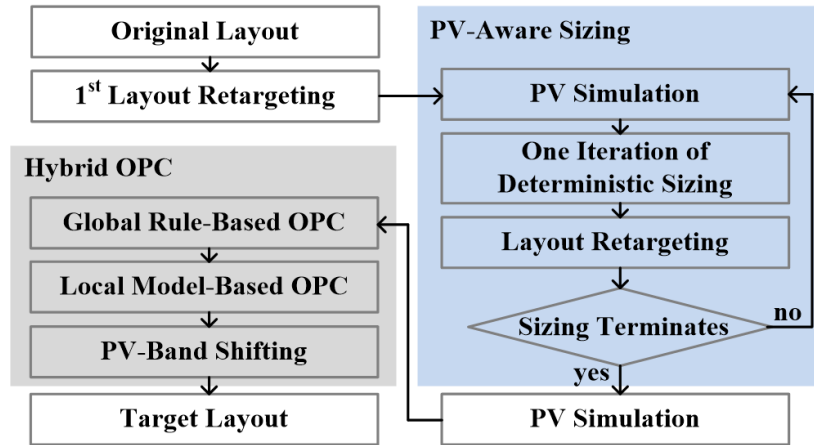 Original Layout
1st Layout Retargeting
PV-Aware Sizing
PV Simulation
One Iteration of
Deterministic Sizing
Layout Retargeting
Sizing Terminates
no
yes
PV Simulation
Hybrid OPC
Global Rule-Based OPC
Local Model-Based OPC
PV-Band Shifting
Target Layout